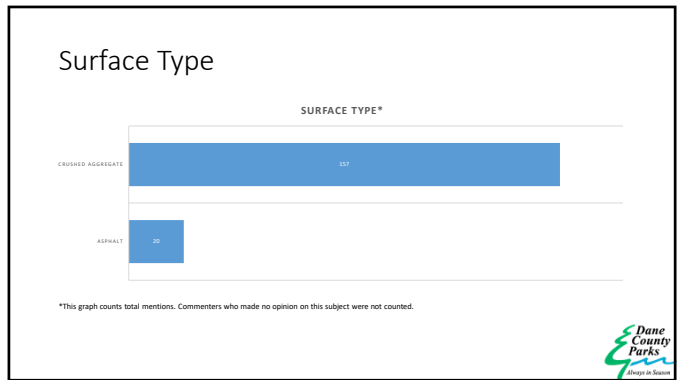 Surface Type
SURFACE TYPE*
CRUSHED AGGREGATE
157
ASPHALT
20
*This graph counts total mentions. Commenters who made no opinion on this subject were not counted.
Dane
County
Parks
Always in Season